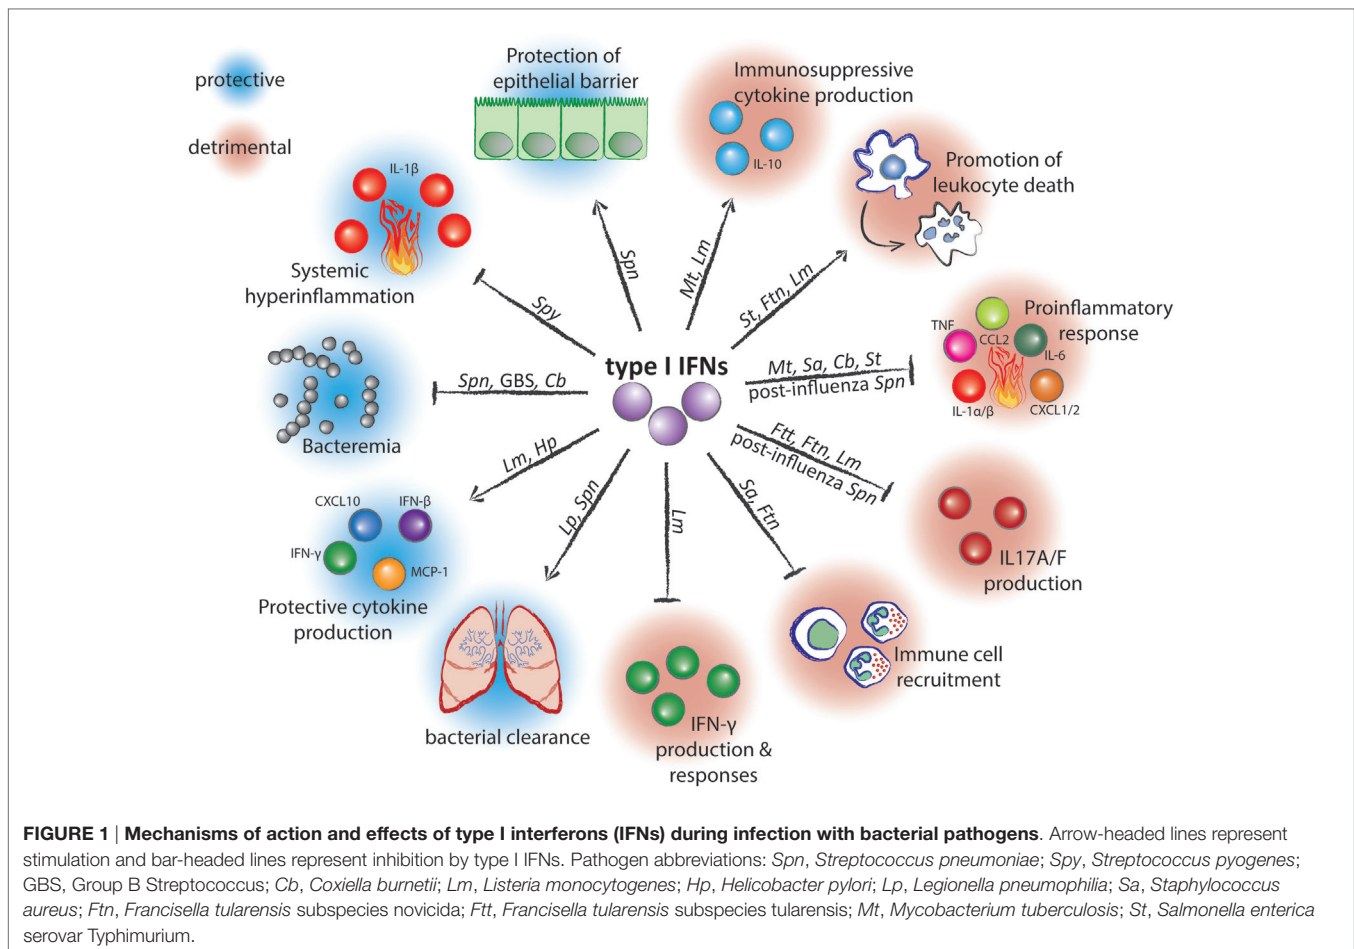 protective
detrimental
Protection of
epithelial barrier
Immunosuppressive
cytokine production
IL-10
Promotion of
leukocyte death
IL-1β
Systemic
hyperinflammation
Spn
Mt, Lm
St, Ftn, Lm
Spy
Proinflammatory
response
TNF
CCL2
IL-6
IL-1α/β
CXCL1/2
type I IFNs
Mt, Sa, Cb, St
post-influenza Spn
Spn, GBS, Cb
Bacteremia
Lm, Hp
Ftt, Ftn, Lm
post-influenza Spn
IL17A/F
production
CXCL10
IFN-β
IFN-γ
MCP-1
Protective cytokine
production
Lp, Spn
Lm
Sa, Ftn
bacterial clearance
IFN-γ
production &
responses
Immune cell
recruitment
FIGURE 1 | Mechanisms of action and effects of type I interferons (IFNs) during infection with bacterial pathogens. Arrow-headed lines represent
stimulation and bar-headed lines represent inhibition by type I IFNs. Pathogen abbreviations: Spn, Streptococcus pneumoniae; Spy, Streptococcus pyogenes;
GBS, Group B Streptococcus; Cb, Coxiella burnetii; Lm, Listeria monocytogenes; Hp, Helicobacter pylori; Lp, Legionella pneumophilia; Sa, Staphylococcus
aureus; Ftn, Francisella tularensis subspecies novicida; Ftt, Francisella tularensis subspecies tularensis; Mt, Mycobacterium tuberculosis; St, Salmonella enterica
serovar Typhimurium.